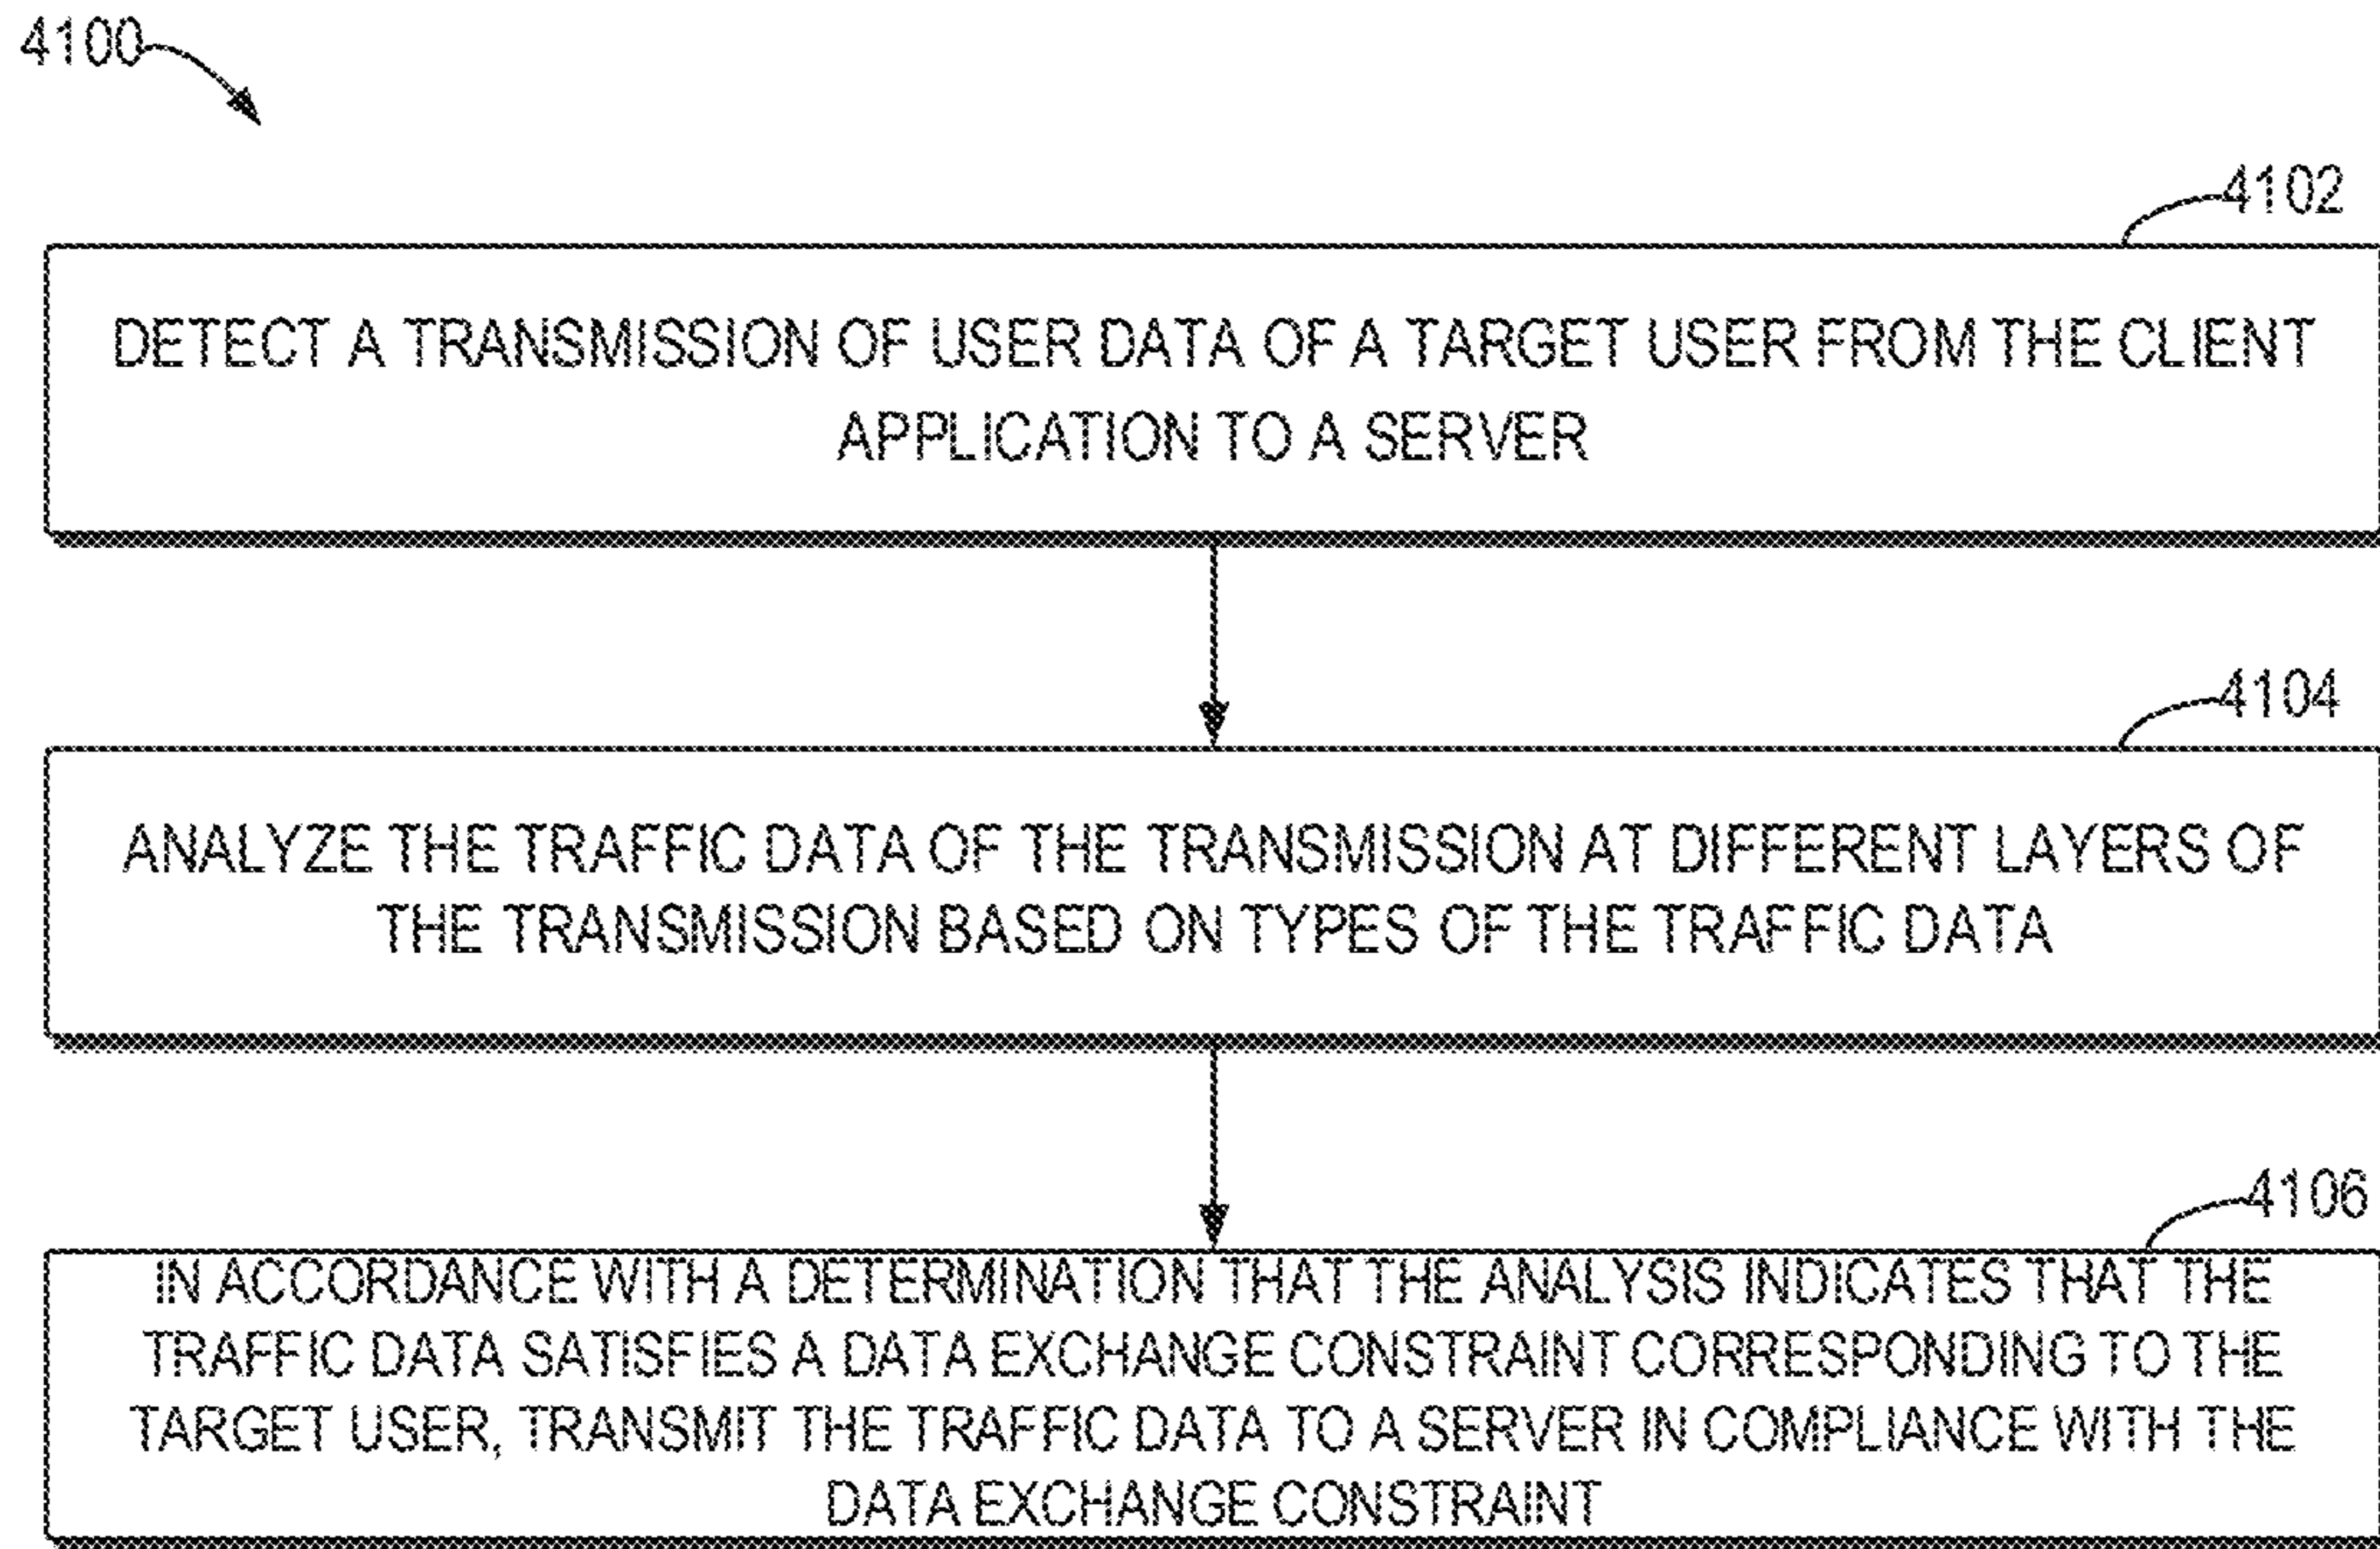 4100
4102
DETECT A TRANSMISSION OF USER DATA OF A TARGET USER FROM THE CLIENT
APPLICATION TO A SERVER
4104
ANALYZE THE TRAFFIC DATA OF THE TRANSMISSION AT DIFFERENT LAYERS OF
THE TRANSMISSION BASED ON TYPES OF THE TRAFFIC DATA
4106
IN ACCORDANCE WITH A DETERMINATION THAT THE ANALYSIS INDICATES THAT THE
TRAFFIC DATA SATISFIES A DATA EXCHANGE CONSTRAINT CORRESPONDING TO THE
TARGET USER, TRANSMIT THE TRAFFIC DATA TO A SERVER IN COMPLIANCE WITH THE
DATA EXCHANGE CONSTRAINT